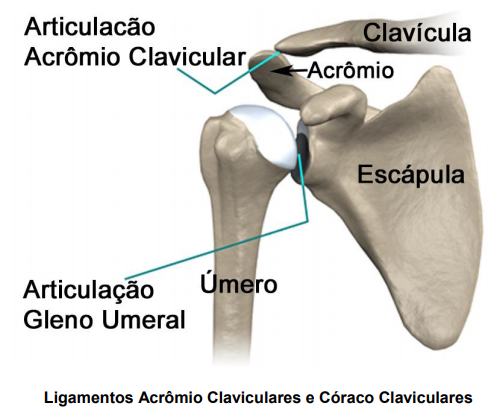 Articulacão
Acrômio Clavicular
Clavícula
Acrômio
Escápula
Articulação
Gleno Umeral
Úmero
Ligamentos Acrômio Claviculares e Córaco Claviculares